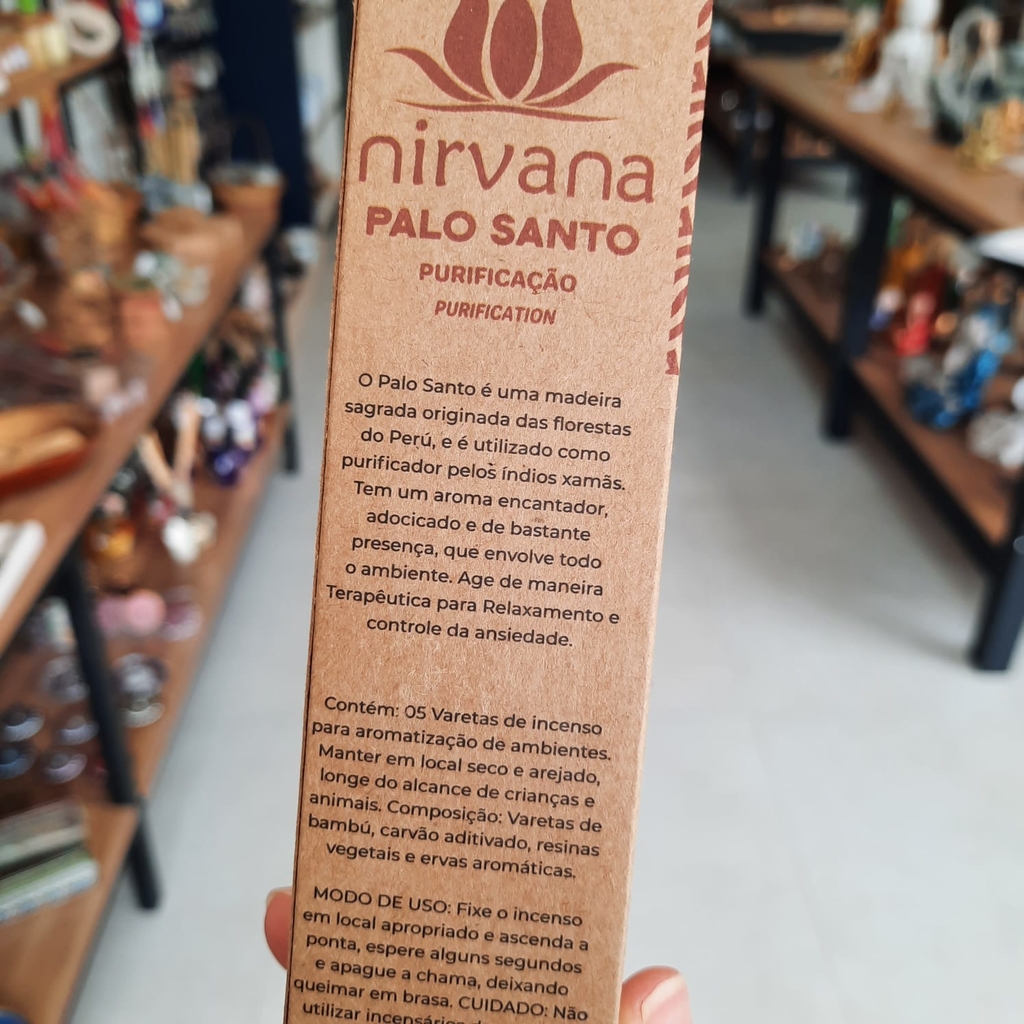 nirvana
PALO SANTO
PURIFICAÇÃO
PURIFICATION
O Palo Santo é uma madeira
sagrada originada das florestas
do Perú, e é utilizado como
purificador pelos índios xamãs.
Tem um aroma encantador,
adocicado e de bastante
presença, que envolve todo
o ambiente. Age de maneira
Terapêutica para Relaxamento e
controle da ansiedade.
Contém: 05 Varetas de incenso
para aromatização de ambientes.
Manter em local seco e arejado,
longe do alcance de crianças e
animais. Composição: Varetas de
bambú, carvão aditivado, resinas
vegetais e ervas aromáticas.
MODO DE USO: Fixe o incenso
em local apropriado e ascenda a
ponta, espere alguns segundos
e apague a chama, deixando
queimar em brasa. CUIDADO: Não
utilizar